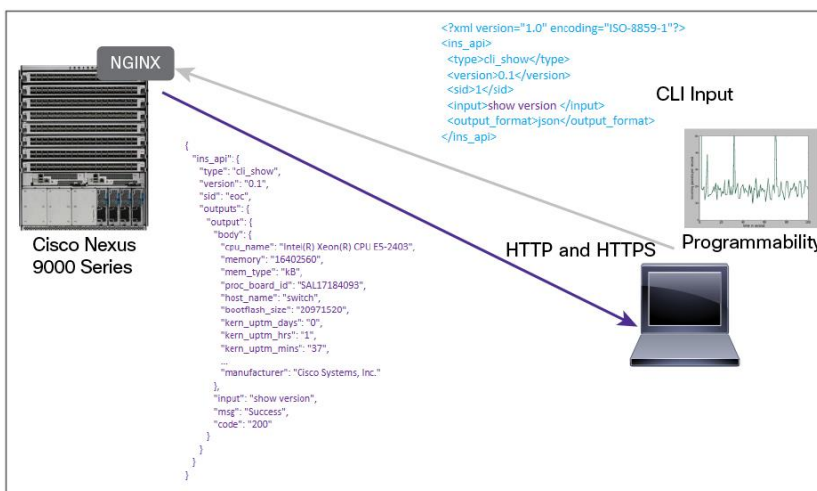 NGINX
<?xml version="1.0" encoding="ISO-8859-1"?>
<ins_api>
<type>cli_show</type>
<version>0.1</version>
<sid>1</sid>
<input>show version </input>
<output_format>json</output_format>
</ins_api>
CLI Input
{
"ins_api": {
"type": "cli_show",
"version": "0.1",
"sid": "eoc",
"outputs": {
"output": {
"body": {
"cpu_name": "Intel(R) Xeon(R) CPU E5-2403",
"memory": "16402560",
"mem_type": "kB",
"proc_board_id": "SAL17184093",
"host_name": "switch",
"bootflash_size": "20971520",
"kern_uptm_days": "0",
"kern_uptm_hrs": "1",
"kern_uptm_mins": "37",
...
"manufacturer": "Cisco Systems, Inc."
},
"input": "show version",
"msg": "Success",
"code": "200"
}
}
}
}
Cisco Nexus
9000 Series
HTTP and HTTPS
Programmability